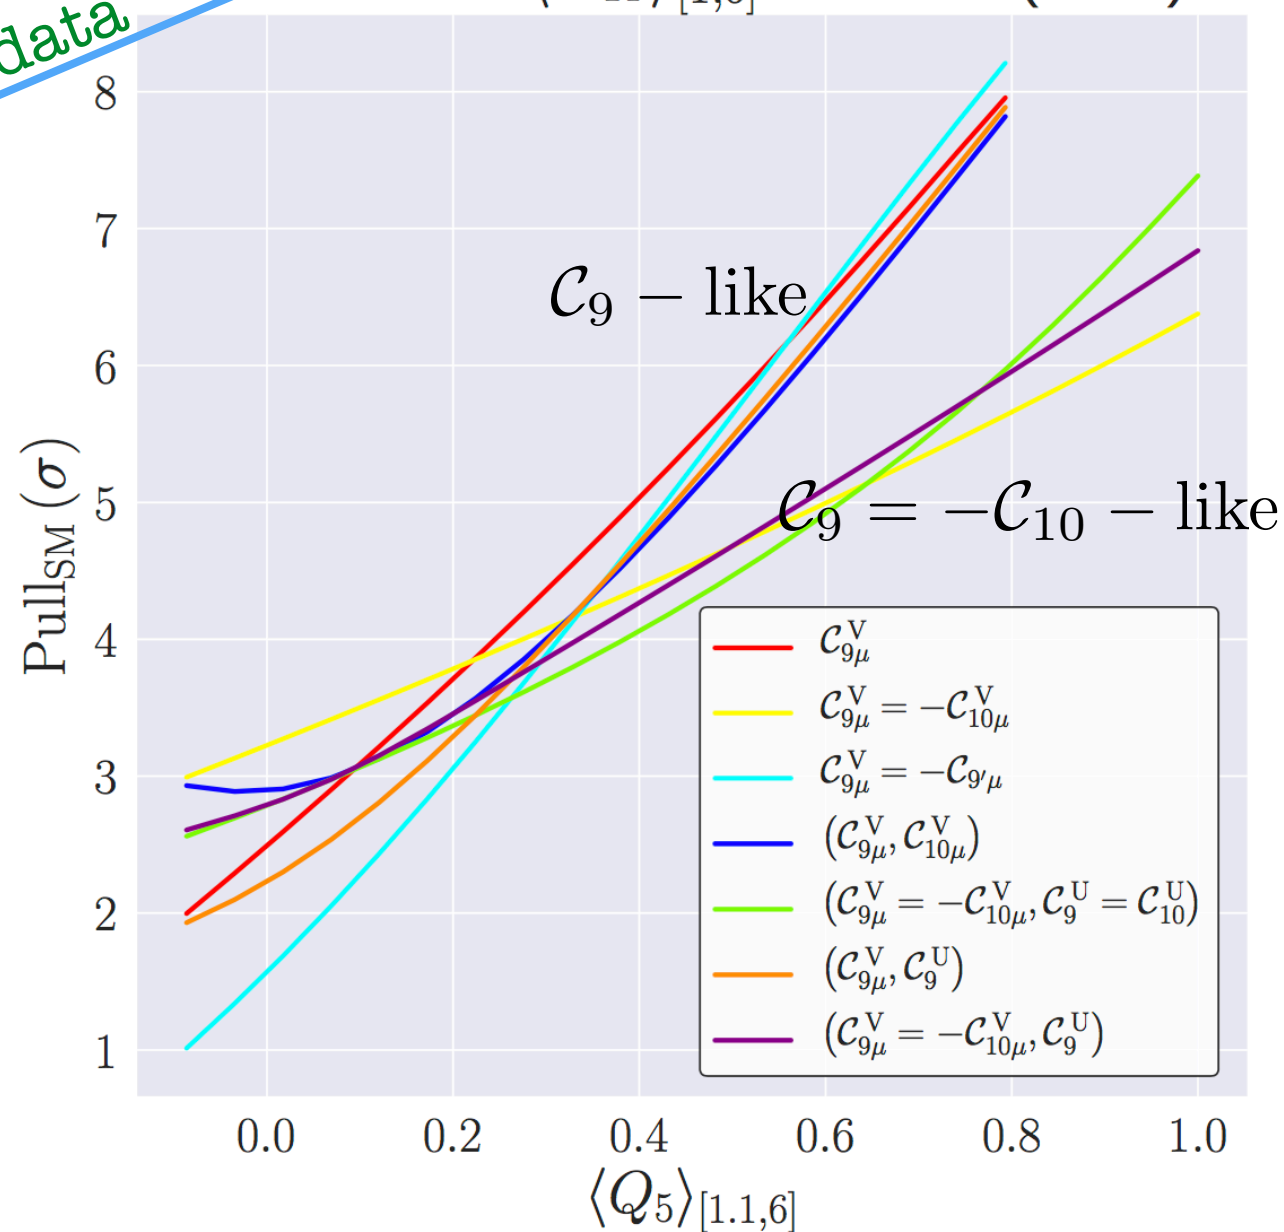 data
8
7
6
5
4
3
2
1
Pull_SM (σ)
𝒞_9 − like
𝒞_9 = −𝒞_10 − like
𝒞^V_9μ
𝒞^V_9μ = −𝒞^V_10μ
𝒞^V_9μ = −𝒞_9′μ
(𝒞^V_9μ, 𝒞^V_10μ)
(𝒞^V_9μ = −𝒞^V_10μ, 𝒞^U_9 = 𝒞^U_10)
(𝒞^V_9μ, 𝒞^U_9)
(𝒞^V_9μ = −𝒞^V_10μ, 𝒞^U_9)
0.0 0.2 0.4 0.6 0.8 1.0
⟨Q_5⟩_[1.1,6]